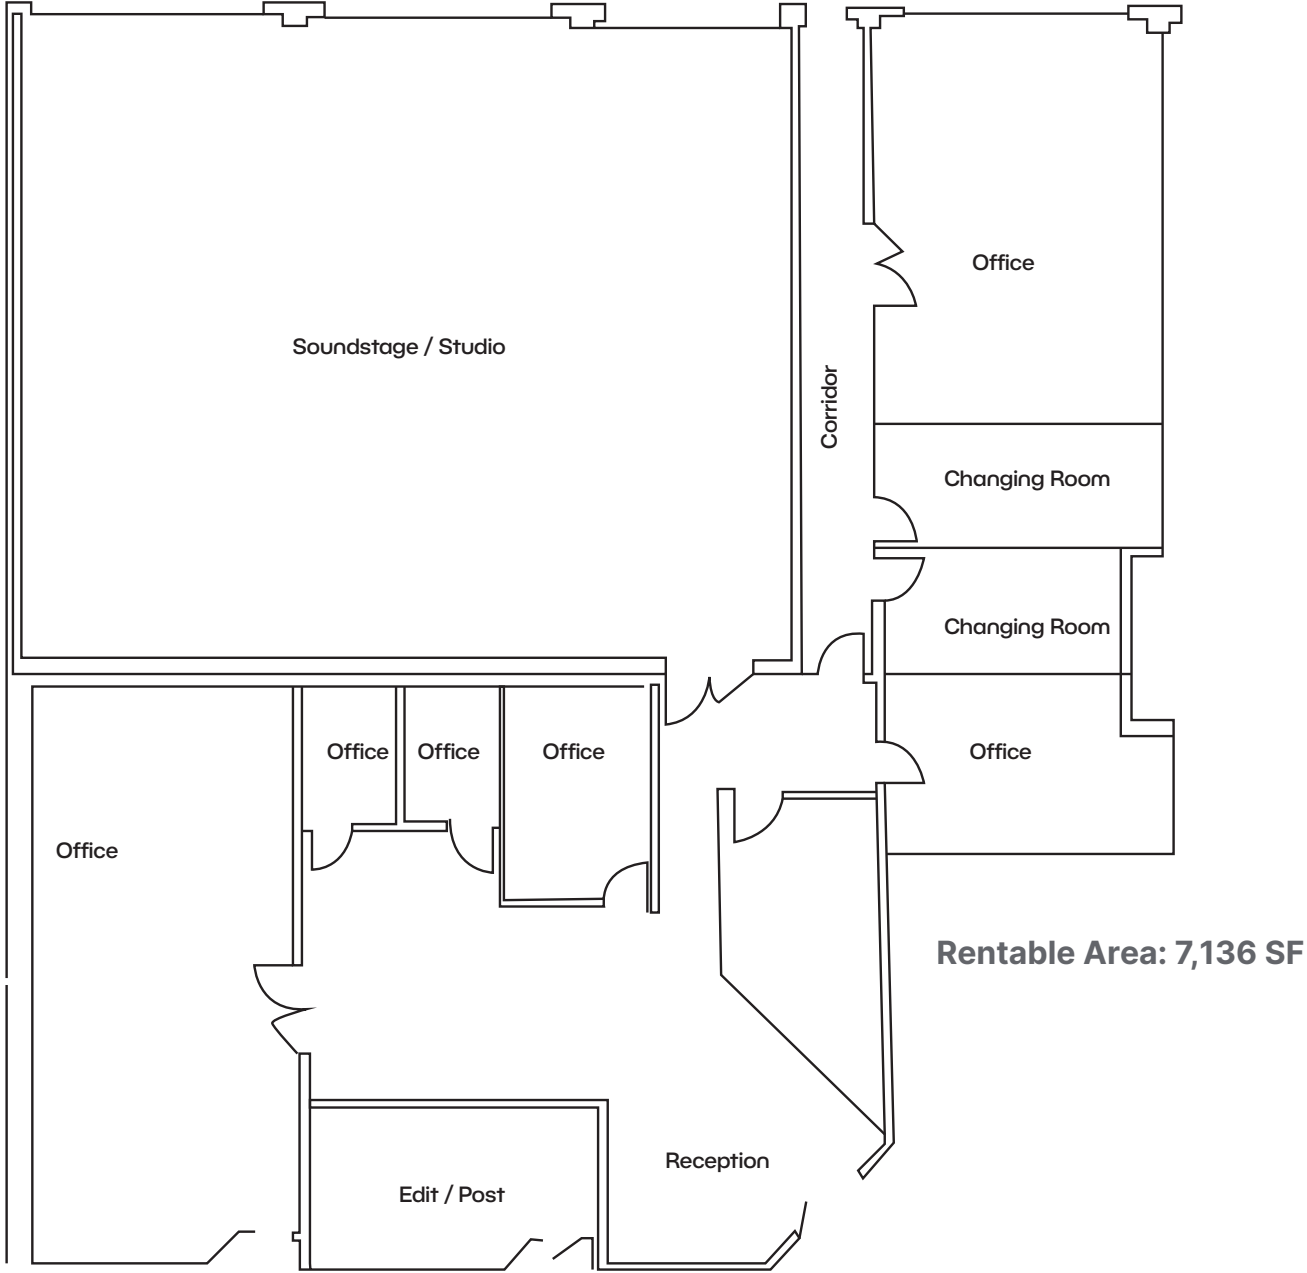 Office
Soundstage / Studio
Corridor
Changing Room
Changing Room
Office
Office
Office
Office
Office
Rentable Area: 7,136 SF
Reception
Edit / Post